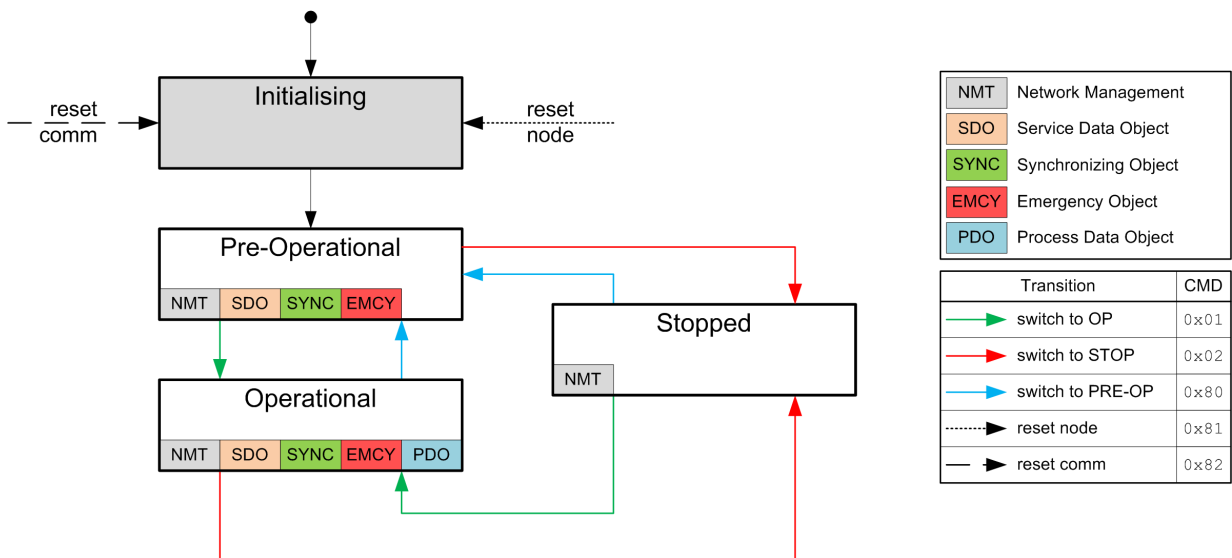 Initialising
reset
comm
reset
node
Pre-Operational
NMT SDO SYNC EMCY
Stopped
NMT
Operational
NMT SDO SYNC EMCY PDO
NMT Network Management
SDO Service Data Object
SYNC Synchronizing Object
EMCY Emergency Object
PDO Process Data Object
Transition CMD
switch to OP 0x01
switch to STOP 0x02
switch to PRE-OP 0x80
reset node 0x81
reset comm 0x82